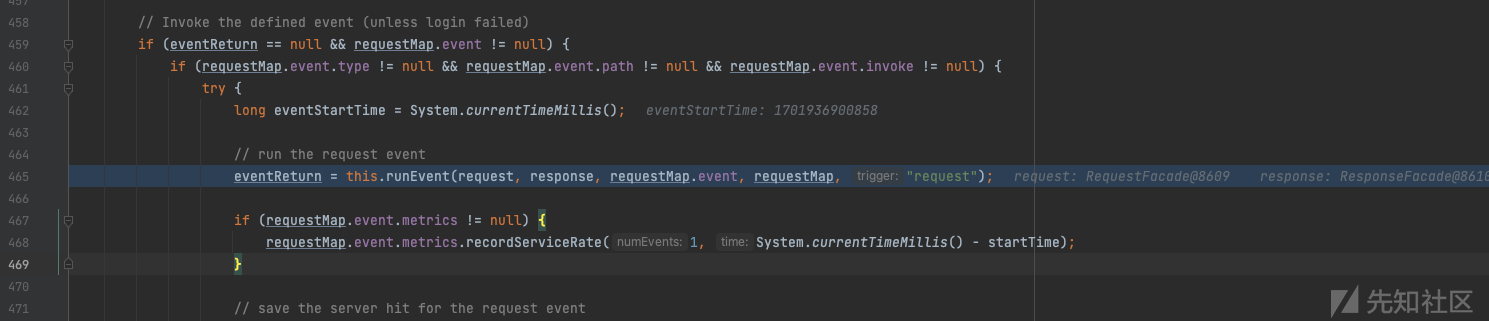 457
458 // Invoke the defined event (unless login failed)
459 if (eventReturn == null && requestMap.event != null) {
460 if (requestMap.event.type != null && requestMap.event.path != null && requestMap.event.invoke != null) {
461 try {
462 long eventStartTime = System.currentTimeMillis(); eventStartTime: 1701936900858
463
464 // run the request event
465 eventReturn = this.runEvent(request, response, requestMap.event, requestMap, trigger: "request"); request: RequestFacade@8609 response: ResponseFacade@8610
466
467 if (requestMap.event.metrics != null) {
468 requestMap.event.metrics.recordServiceRate( numEvents: 1, time: System.currentTimeMillis() - startTime);
469 }
470
471 // save the server hit for the request event
先知社区